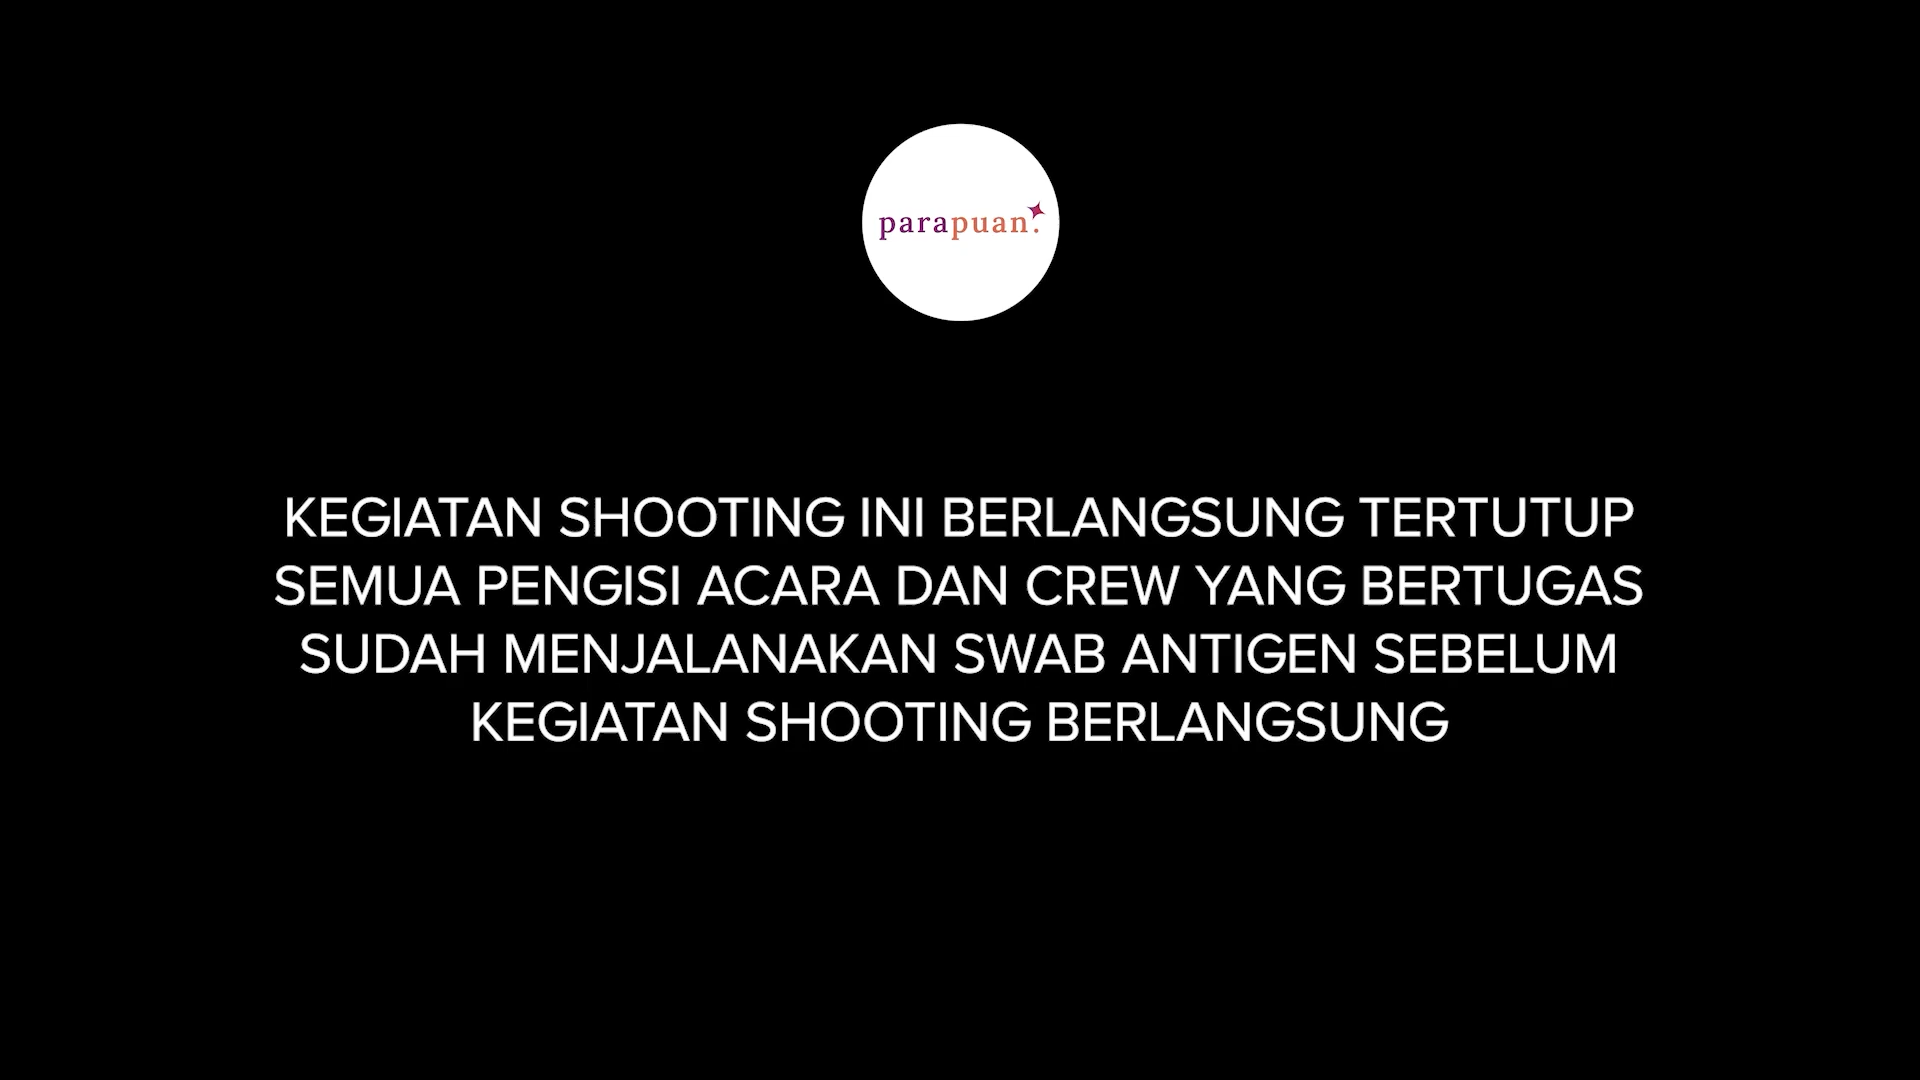 parapuan.
KEGIATAN SHOOTING INI BERLANGSUNG TERTUTUP
SEMUA PENGISI ACARA DAN CREW YANG BERTUGAS
SUDAH MENJALANAKAN SWAB ANTIGEN SEBELUM
KEGIATAN SHOOTING BERLANGSUNG